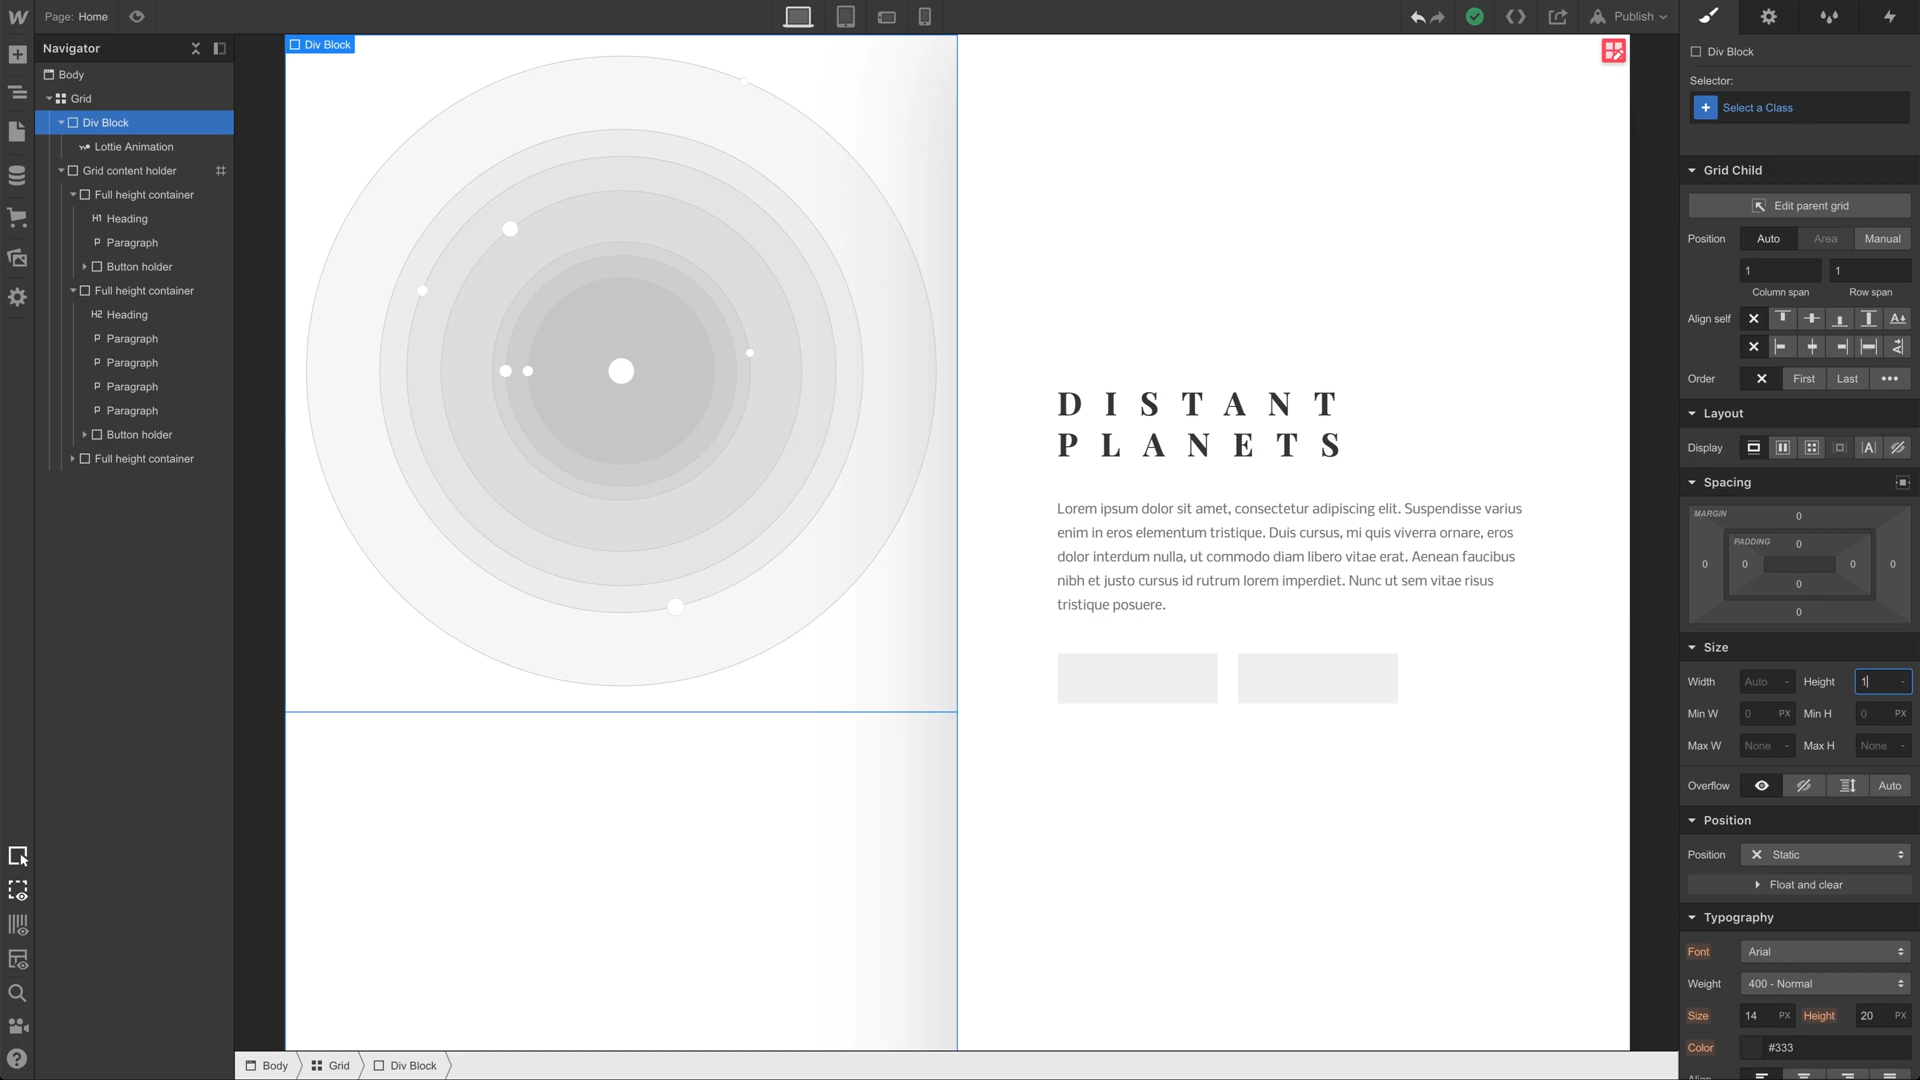 Page: Home
Publish
Navigator
Body
Grid
Div Block
Lottie Animation
Grid content holder
Full height container
H1 Heading
P Paragraph
Button holder
Full height container
H2 Heading
P Paragraph
P Paragraph
P Paragraph
P Paragraph
Button holder
Full height container
Div Block
DISTANT
PLANETS
Lorem ipsum dolor sit amet, consectetur adipiscing elit. Suspendisse varius
enim in eros elementum tristique. Duis cursus, mi quis viverra ornare, eros
dolor interdum nulla, ut commodo diam libero vitae erat. Aenean faucibus
nibh et justo cursus id rutrum lorem imperdiet. Nunc ut sem vitae risus
tristique posuere.
Body Grid Div Block
Div Block
Selector:
+ Select a Class
Grid Child
Edit parent grid
Position Auto Area Manual
1 1
Column span Row span
Align self
Order First Last
Layout
Display
Spacing
MARGIN
0
PADDING
0
0 0 0 0
0
0
Size
Width Auto - Height 1 -
Min W 0 PX Min H 0 PX
Max W None - Max H None -
Overflow Auto
Position
Position Static
Float and clear
Typography
Font Arial
Weight 400 - Normal
Size 14 PX Height 20 PX
Color #333